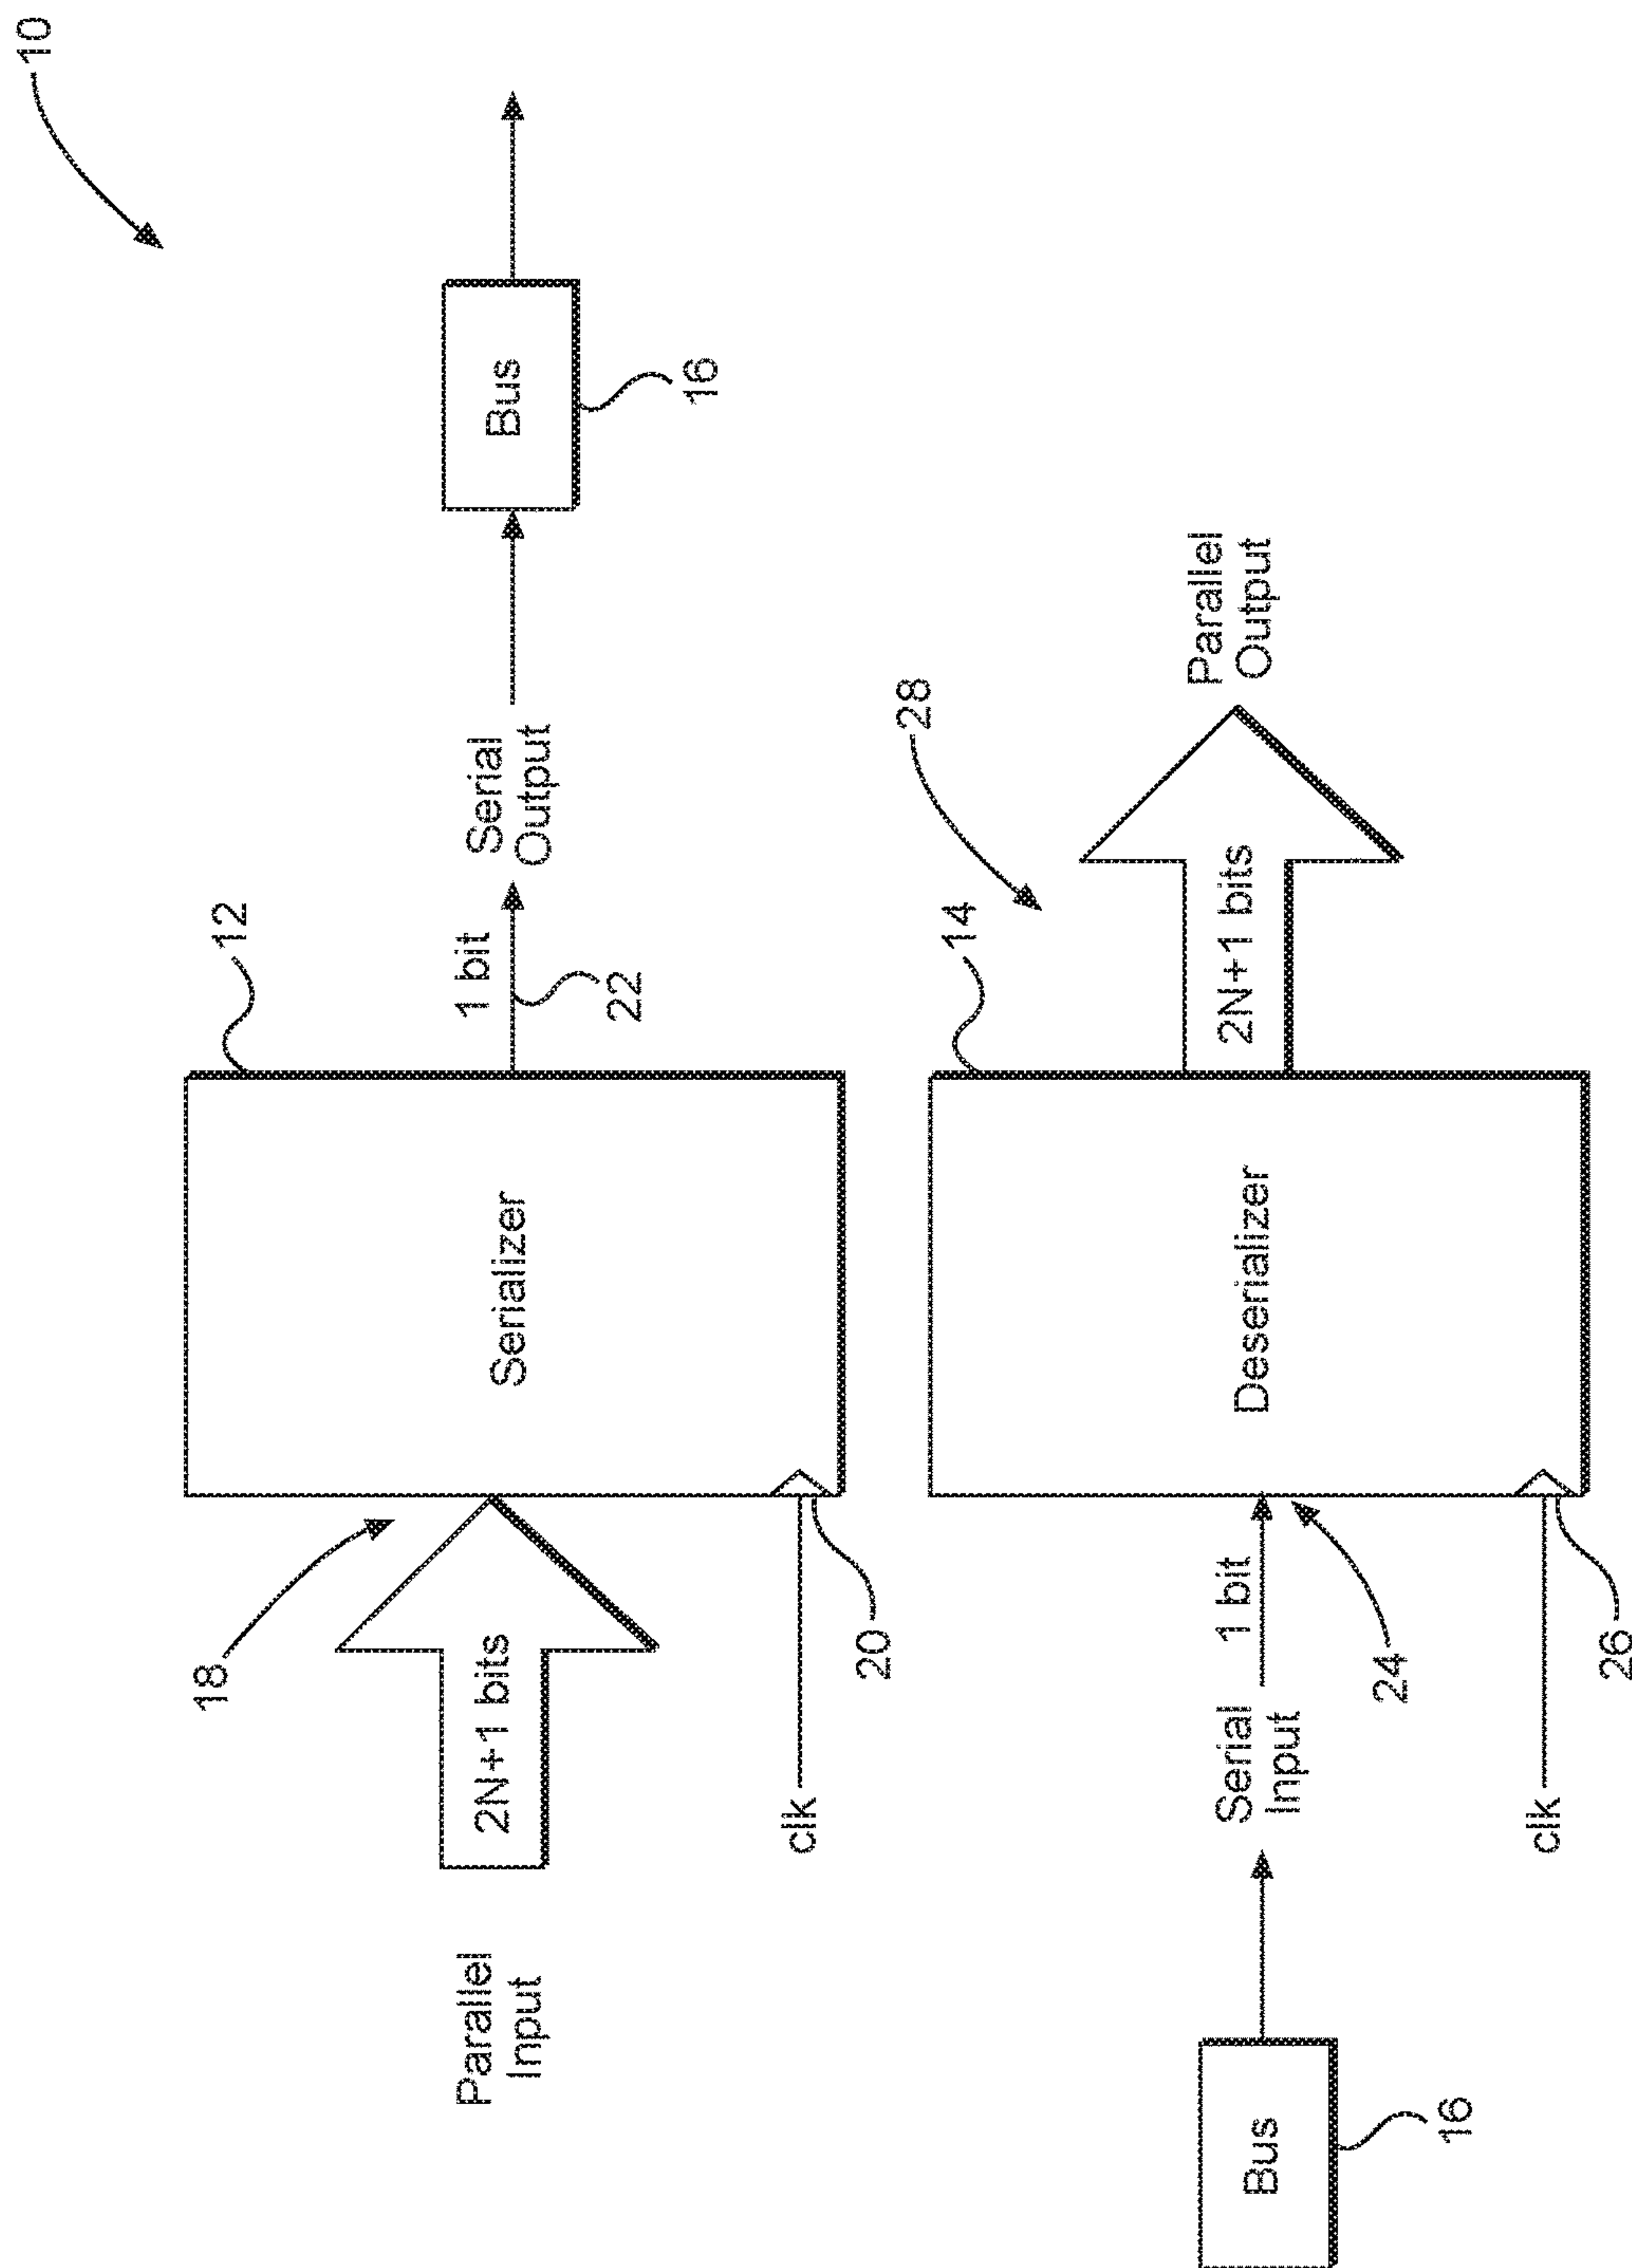 10
12
18
Parallel
Input
2N+1 bits
Serializer
1 bit
22
Serial
Output
Bus
16
clk
20
14
28
Bus
16
Serial
Input
1 bit
24
Deserializer
2N+1 bits
Parallel
Output
clk
26